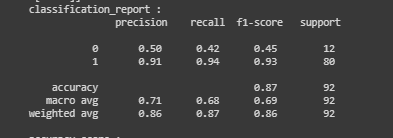 classification_report :
precision recall f1-score support
0 0.50 0.42 0.45 12
1 0.91 0.94 0.93 80
accuracy 0.87 92
macro avg 0.71 0.68 0.69 92
weighted avg 0.86 0.87 0.86 92